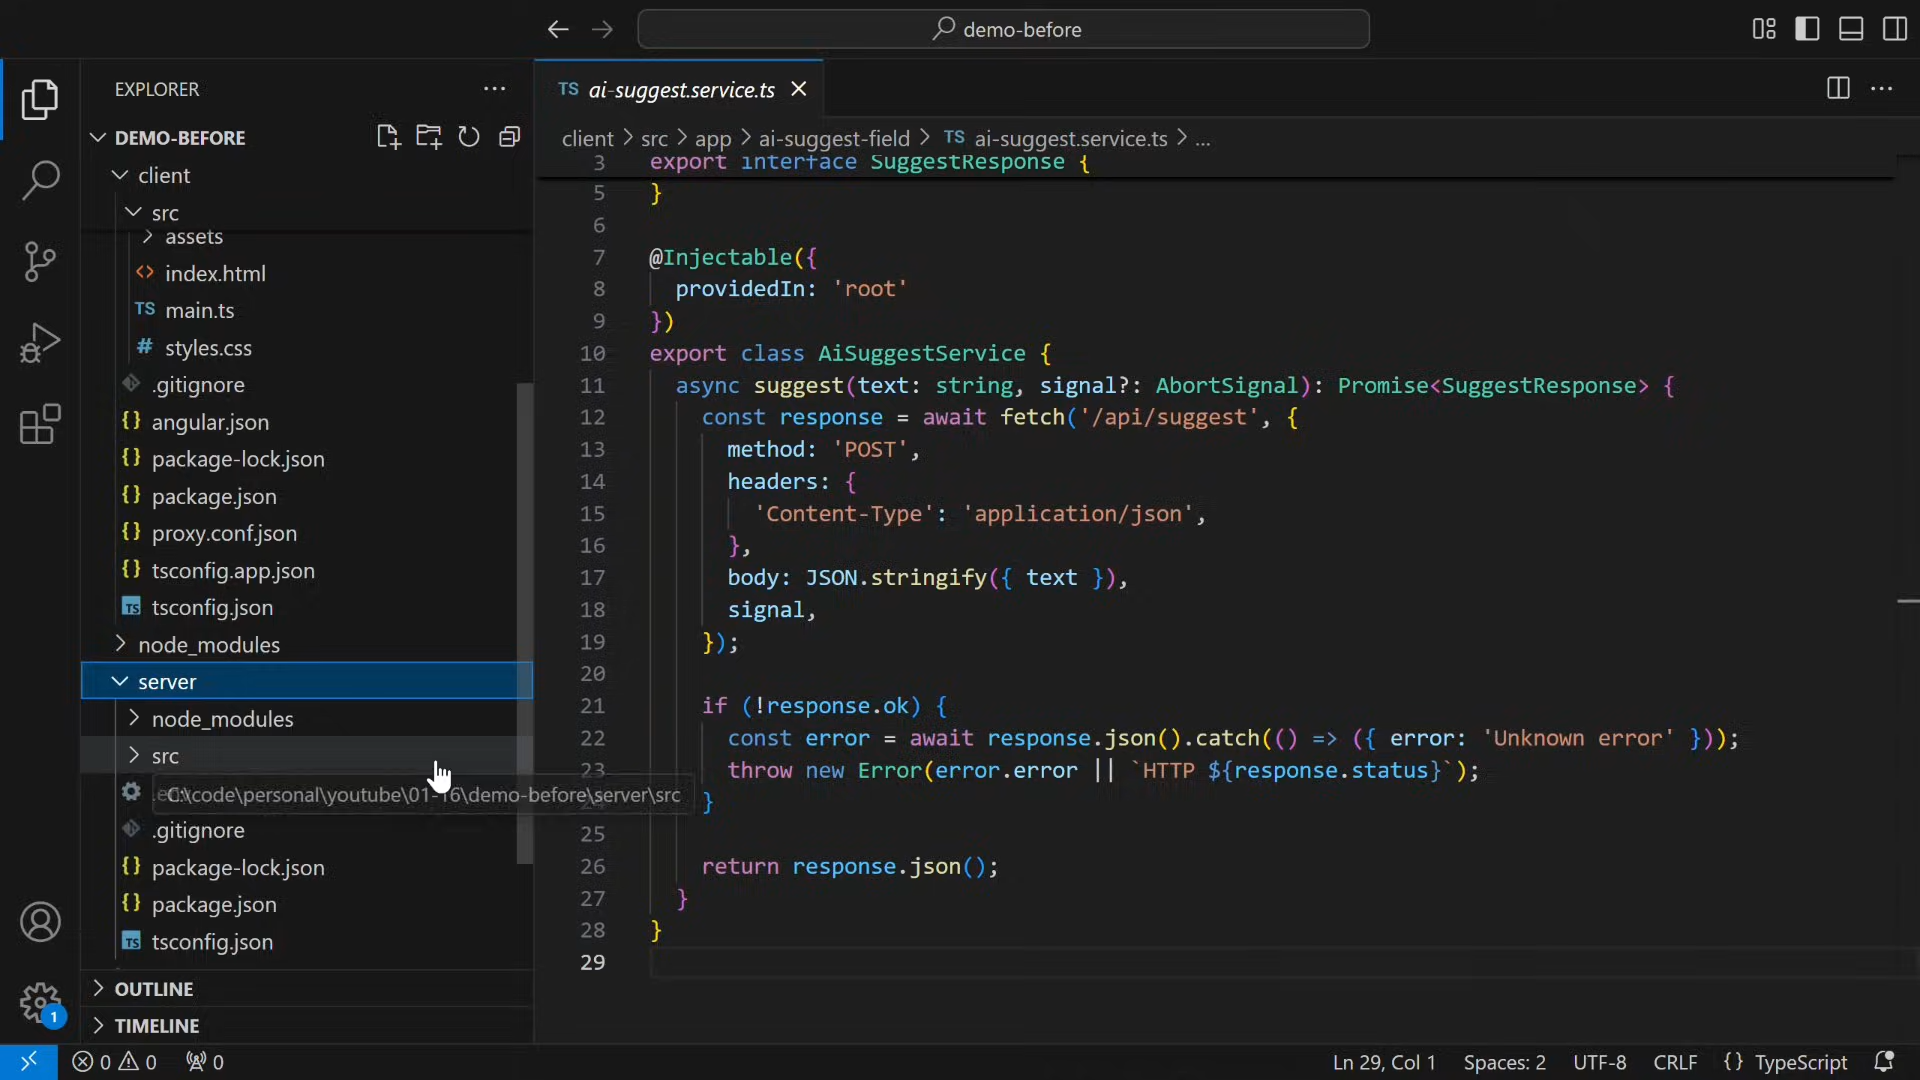 demo-before
EXPLORER
DEMO-BEFORE
client
src
assets
index.html
main.ts
styles.css
.gitignore
angular.json
package-lock.json
package.json
proxy.conf.json
tsconfig.app.json
tsconfig.json
node_modules
server
node_modules
src
C:\code\personal\youtube\01-16\demo-before\server\src
.gitignore
package-lock.json
package.json
tsconfig.json
OUTLINE
TIMELINE
TS ai-suggest.service.ts
client > src > app > ai-suggest-field > TS ai-suggest.service.ts > ...
3 export interface SuggestResponse {
5 }
6
7 @Injectable({
8 providedIn: 'root'
9 })
10 export class AiSuggestService {
11 async suggest(text: string, signal?: AbortSignal): Promise<SuggestResponse> {
12 const response = await fetch('/api/suggest', {
13 method: 'POST',
14 headers: {
15 'Content-Type': 'application/json',
16 },
17 body: JSON.stringify({ text }),
18 signal,
19 });
20
21 if (!response.ok) {
22 const error = await response.json().catch(() => ({ error: 'Unknown error' }));
23 throw new Error(error.error || `HTTP ${response.status}`);
}
25
26 return response.json();
27 }
28 }
29
1
0 0 0
Ln 29, Col 1 Spaces: 2 UTF-8 CRLF {} TypeScript